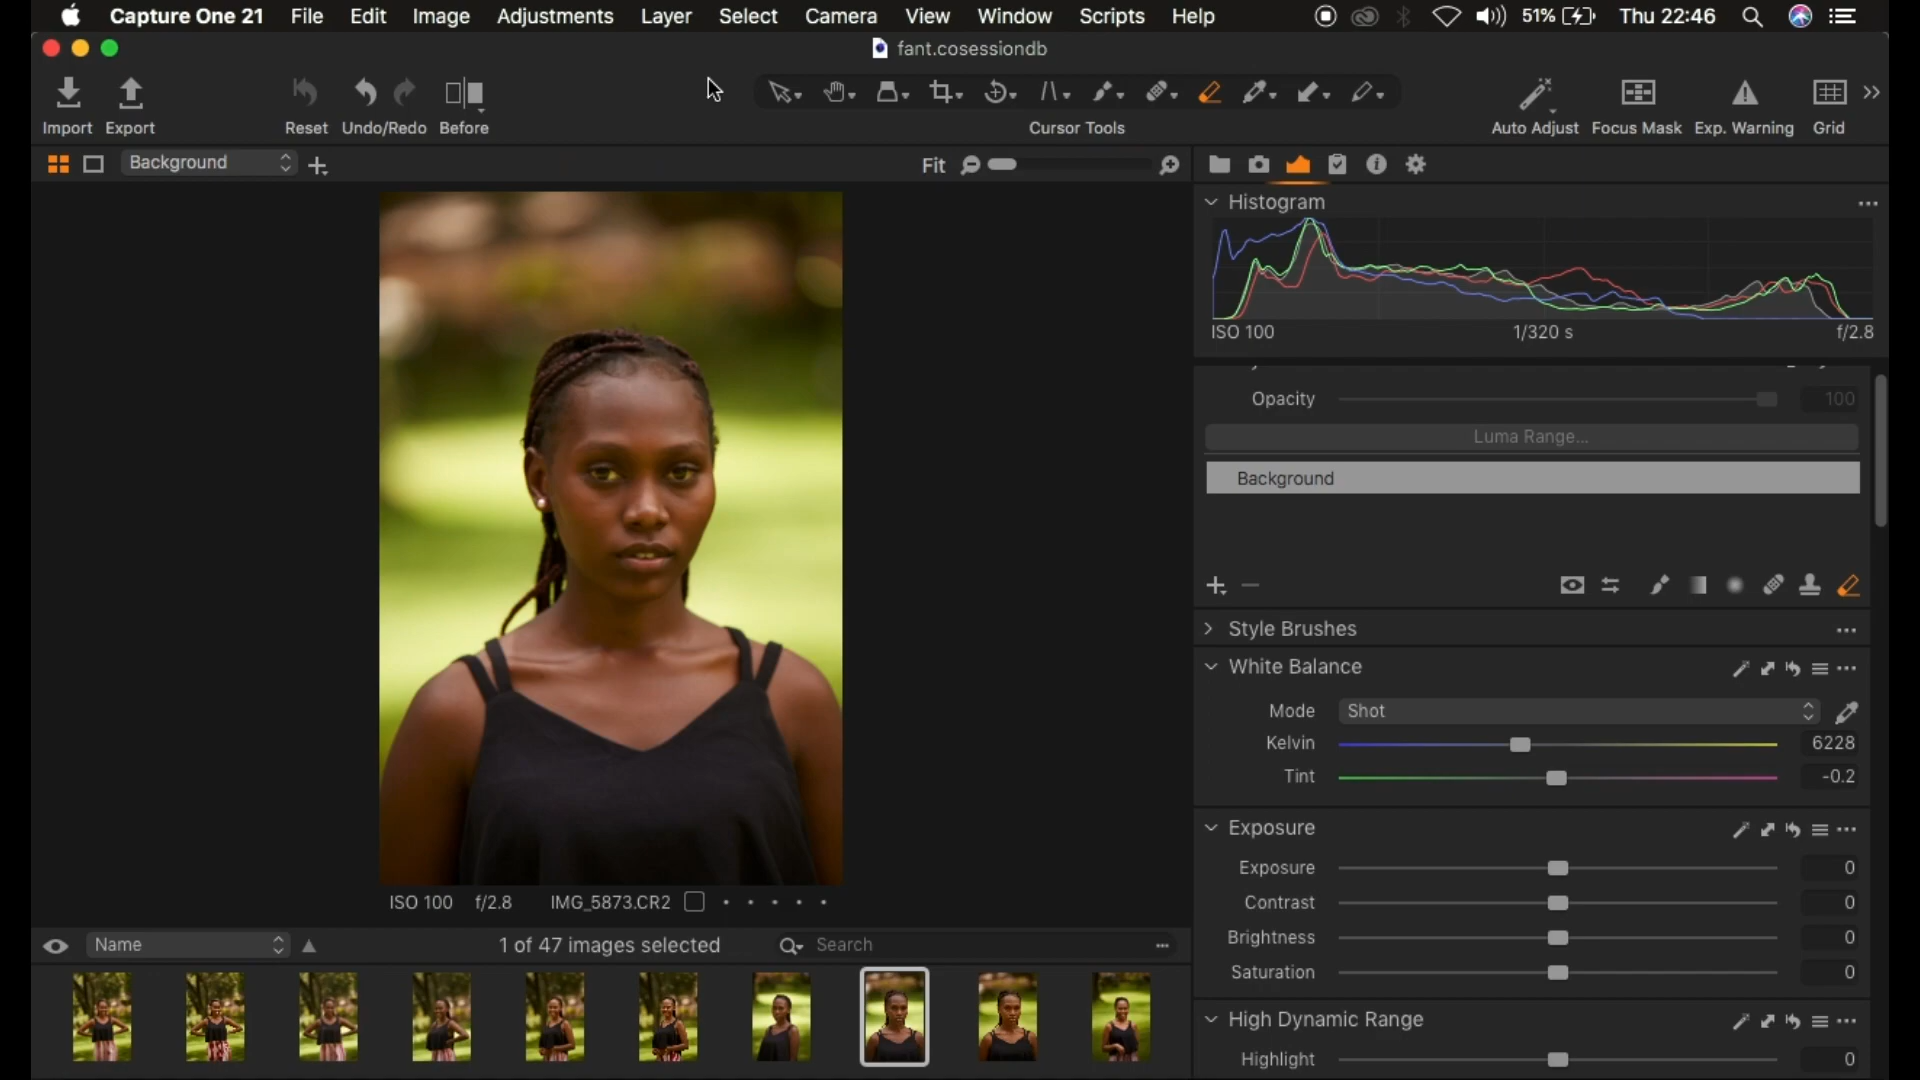 Capture One 21 File Edit Image Adjustments Layer Select Camera View Window Scripts Help 51% Thu 22:46
fant.cosessiondb
Import Export Reset Undo/Redo Before Cursor Tools Auto Adjust Focus Mask Exp. Warning Grid
Background Fit
Histogram
ISO 100 1/320 s f/2.8
Opacity 100
Luma Range...
Background
Style Brushes
White Balance
Mode Shot
Kelvin 6228
Tint -0.2
Exposure
Exposure 0
Contrast 0
Brightness 0
Saturation 0
High Dynamic Range
Highlight 0
ISO 100 f/2.8 IMG_5873.CR2
Name 1 of 47 images selected Search